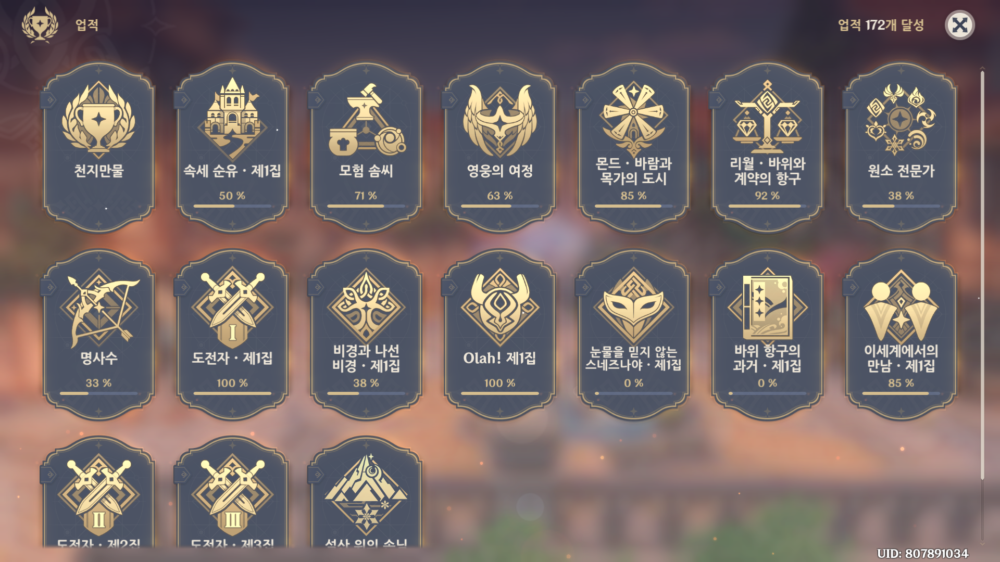 업적
업적 172개 달성
천지만물
속세 순유 · 제1집
50 %
모험 솜씨
71 %
영웅의 여정
63 %
몬드 · 바람과
목가의 도시
85 %
리월 · 바위와
계약의 항구
92 %
원소 전문가
38 %
명사수
33 %
도전자 · 제1집
I
100 %
비경과 나선
비경 · 제1집
38 %
Olah! 제1집
100 %
눈물을 믿지 않는
스네즈나야 · 제1집
0 %
바위 항구의
과거 · 제1집
0 %
이세계에서의
만남 · 제1집
85 %
II
도전자 · 제2집
III
도전자 · 제3집
설산 위의 손님
UID: 807891034